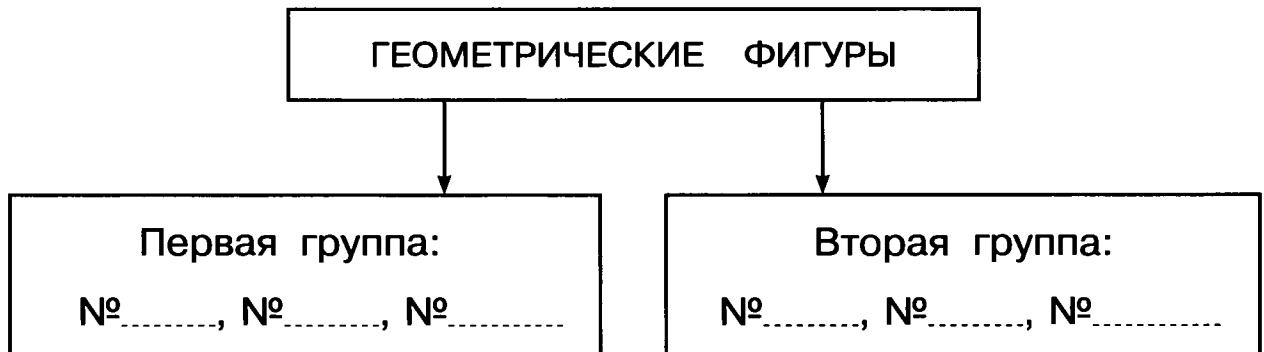 ГЕОМЕТРИЧЕСКИЕ ФИГУРЫ
Первая группа:
№........, №........, №..........
Вторая группа:
№........, №........, №...........